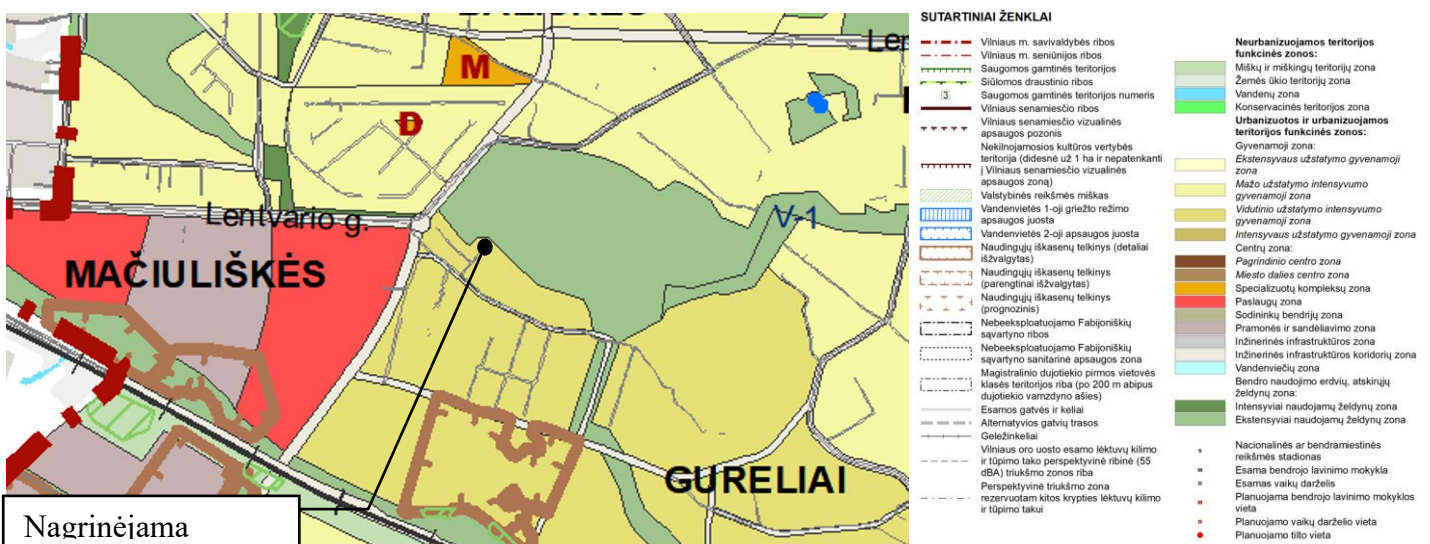 M
D
Lentvario g.
V-1
MAČIULIŠKĖS
GURELIAI
Nagrinėjama
SUTARTINIAI ŽENKLAI
Vilniaus m. savivaldybės ribos
Vilniaus m. seniūnijos ribos
Saugomos gamtinės teritorijos
Siūlomos draustinio ribos
3
Saugomos gamtinės teritorijos numeris
Vilniaus senamiesčio ribos
Vilniaus senamiesčio vizualinės
apsaugos pozonis
Nekilnojamosios kultūros vertybės
teritorija (didesnė už 1 ha ir nepatenkanti
į Vilniaus senamiesčio vizualinės
apsaugos zoną)
Valstybinės reikšmės miškas
Vandenvietės 1-oji griežto režimo
apsaugos juosta
Vandenvietės 2-oji apsaugos juosta
Naudingųjų iškasenų telkinys (detaliai
išžvalgytas)
Naudingųjų iškasenų telkinys
(parengtinai išžvalgytas)
Naudingųjų iškasenų telkinys
(prognozinis)
Nebeeksploatuojamo Fabijoniškių
sąvartyno ribos
Nebeeksploatuojamo Fabijoniškių
sąvartyno sanitarinė apsaugos zona
Magistralinio dujotiekio pirmos vietovės
klasės teritorijos riba (po 200 m abipus
dujotiekio vamzdyno ašies)
Esamos gatvės ir keliai
Alternatyvios gatvių trasos
Geležinkeliai
Vilniaus oro uosto esamo lėktuvų kilimo
ir tūpimo tako perspektyvinė ribinė (55
dBA) triukšmo zonos riba
Perspektyvinė triukšmo zona
rezervuotam kitos krypties lėktuvų kilimo
ir tūpimo takui
Neurbanizuojamos teritorijos
funkcinės zonos:
Miškų ir miškingų teritorijų zona
Žemės ūkio teritorijų zona
Vandenų zona
Konservacinės teritorijos zona
Urbanizuotos ir urbanizuojamos
teritorijos funkcinės zonos:
Gyvenamoji zona:
Ekstensyvaus užstatymo gyvenamoji
zona
Mažo užstatymo intensyvumo
gyvenamoji zona
Vidutinio užstatymo intensyvumo
gyvenamoji zona
Intensyvaus užstatymo gyvenamoji zona
Centrų zona:
Pagrindinio centro zona
Miesto dalies centro zona
Specializuotų kompleksų zona
Paslaugų zona
Sodininkų bendrijų zona
Pramonės ir sandėliavimo zona
Inžinerinės infrastruktūros zona
Inžinerinės infrastruktūros koridorių zona
Vandenviečių zona
Bendro naudojimo erdvių, atskirųjų
želdynų zona:
Intensyviai naudojamų želdynų zona
Ekstensyviai naudojamų želdynų zona
Nacionalinės ar bendramiestinės
reikšmės stadionas
Esama bendrojo lavinimo mokykla
Esamas vaikų darželis
Planuojama bendrojo lavinimo mokyklos
vieta
Planuojamo vaikų darželio vieta
Planuojamo tilto vieta